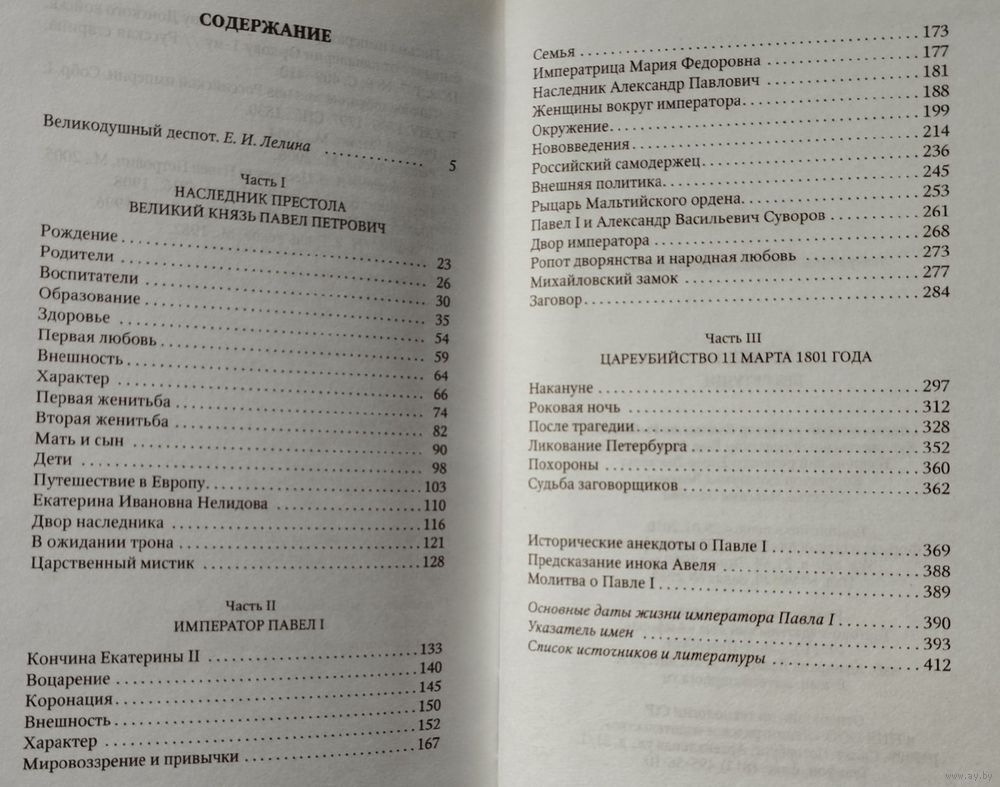 СОДЕРЖАНИЕ
Великодушный деспот. Е. И. Лелина ............ 5
Часть I
НАСЛЕДНИК ПРЕСТОЛА
ВЕЛИКИЙ КНЯЗЬ ПАВЕЛ ПЕТРОВИЧ
Рождение ............ 23
Родители ............ 26
Воспитатели ............ 30
Образование ............ 35
Здоровье ............ 54
Первая любовь ............ 59
Внешность ............ 64
Характер ............ 66
Первая женитьба ............ 74
Вторая женитьба ............ 82
Мать и сын ............ 90
Дети ............ 98
Путешествие в Европу ............ 103
Екатерина Ивановна Нелидова ............ 110
Двор наследника ............ 116
В ожидании трона ............ 121
Царственный мистик ............ 128
Часть II
ИМПЕРАТОР ПАВЕЛ I
Кончина Екатерины II ............ 133
Воцарение ............ 140
Коронация ............ 145
Внешность ............ 150
Характер ............ 152
Мировоззрение и привычки ............ 167
Семья ............ 173
Императрица Мария Федоровна ............ 177
Наследник Александр Павлович ............ 181
Женщины вокруг императора ............ 188
Окружение ............ 199
Нововведения ............ 214
Российский самодержец ............ 236
Внешняя политика ............ 245
Рыцарь Мальтийского ордена ............ 253
Павел I и Александр Васильевич Суворов ............ 261
Двор императора ............ 268
Ропот дворянства и народная любовь ............ 273
Михайловский замок ............ 277
Заговор ............ 284
Часть III
ЦАРЕУБИЙСТВО 11 МАРТА 1801 ГОДА
Накануне ............ 297
Роковая ночь ............ 312
После трагедии ............ 328
Ликование Петербурга ............ 352
Похороны ............ 360
Судьба заговорщиков ............ 362
Исторические анекдоты о Павле I ............ 369
Предсказание инока Авеля ............ 388
Молитва о Павле I ............ 389
Основные даты жизни императора Павла I ............ 390
Указатель имен ............ 393
Список источников и литературы ............ 412
www.ay.by